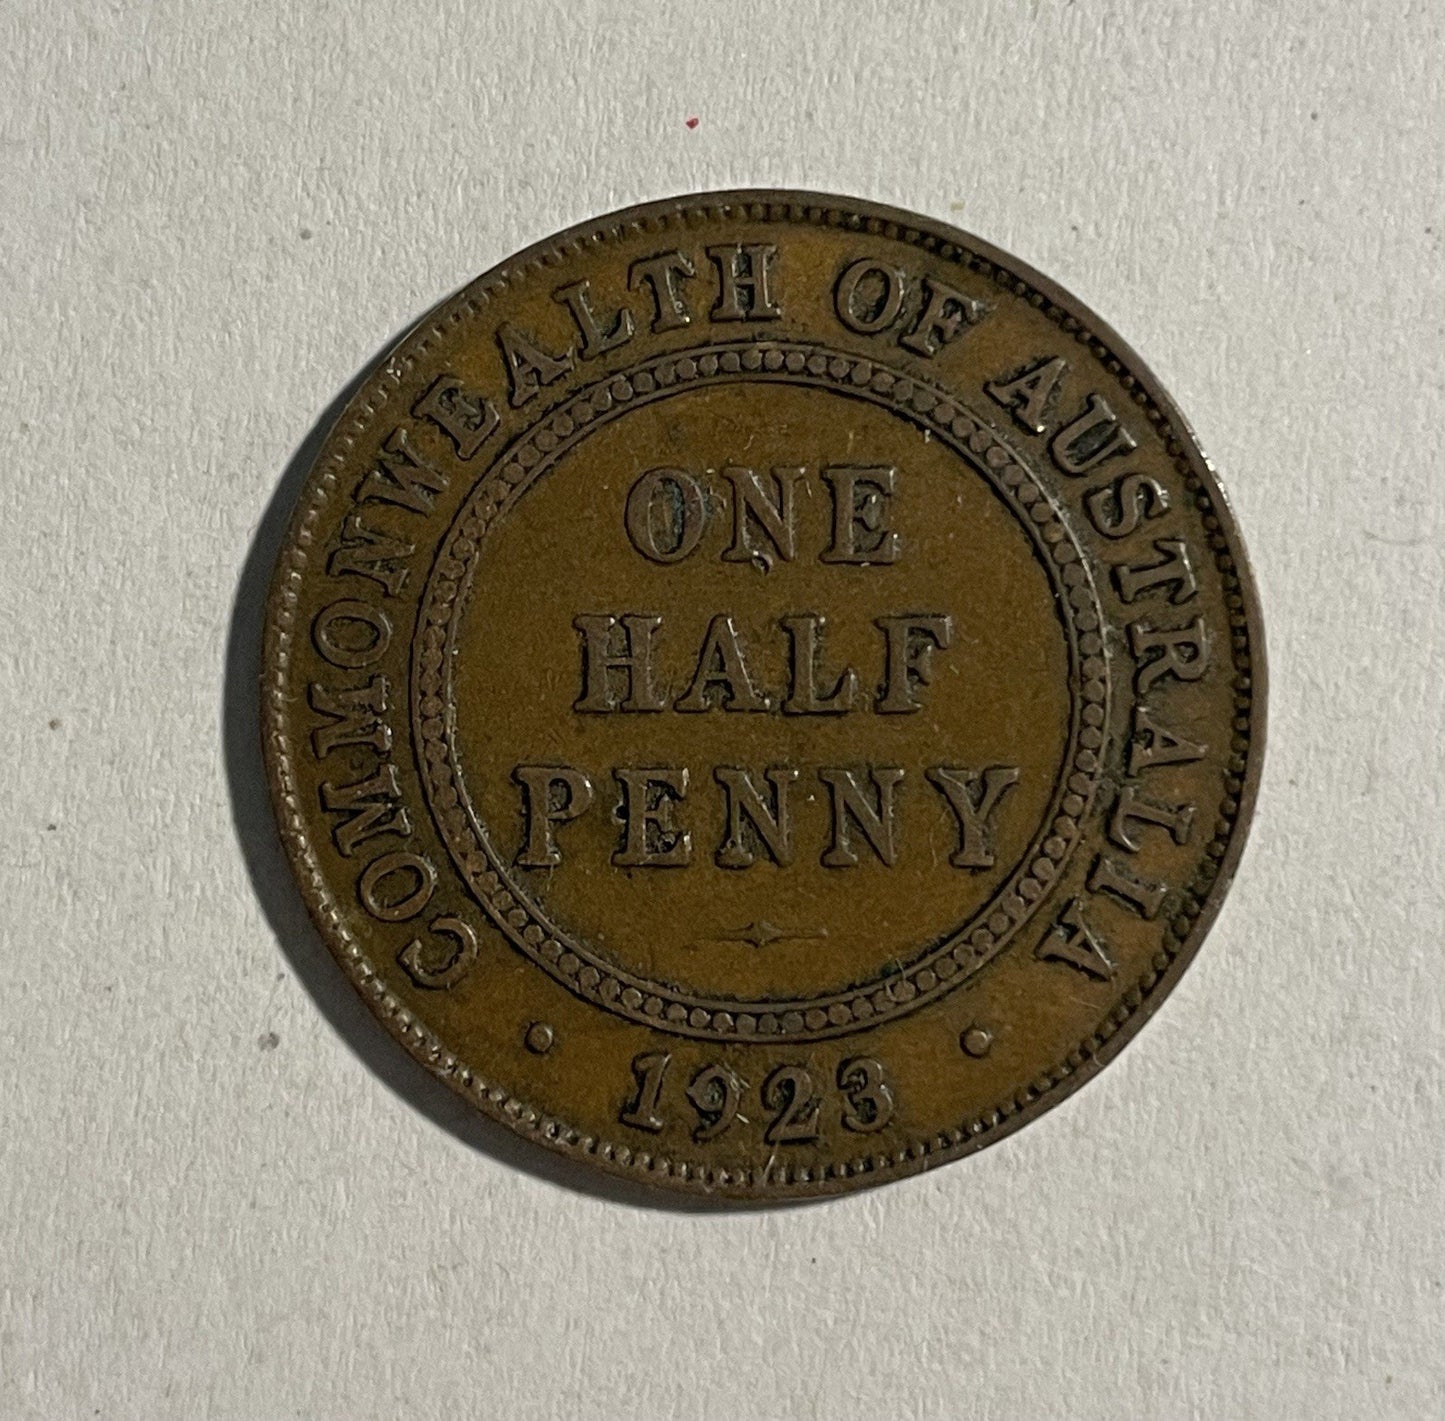 COMMONWEALTH OF AUSTRALIA
ONE
HALF
PENNY
· 1923 ·